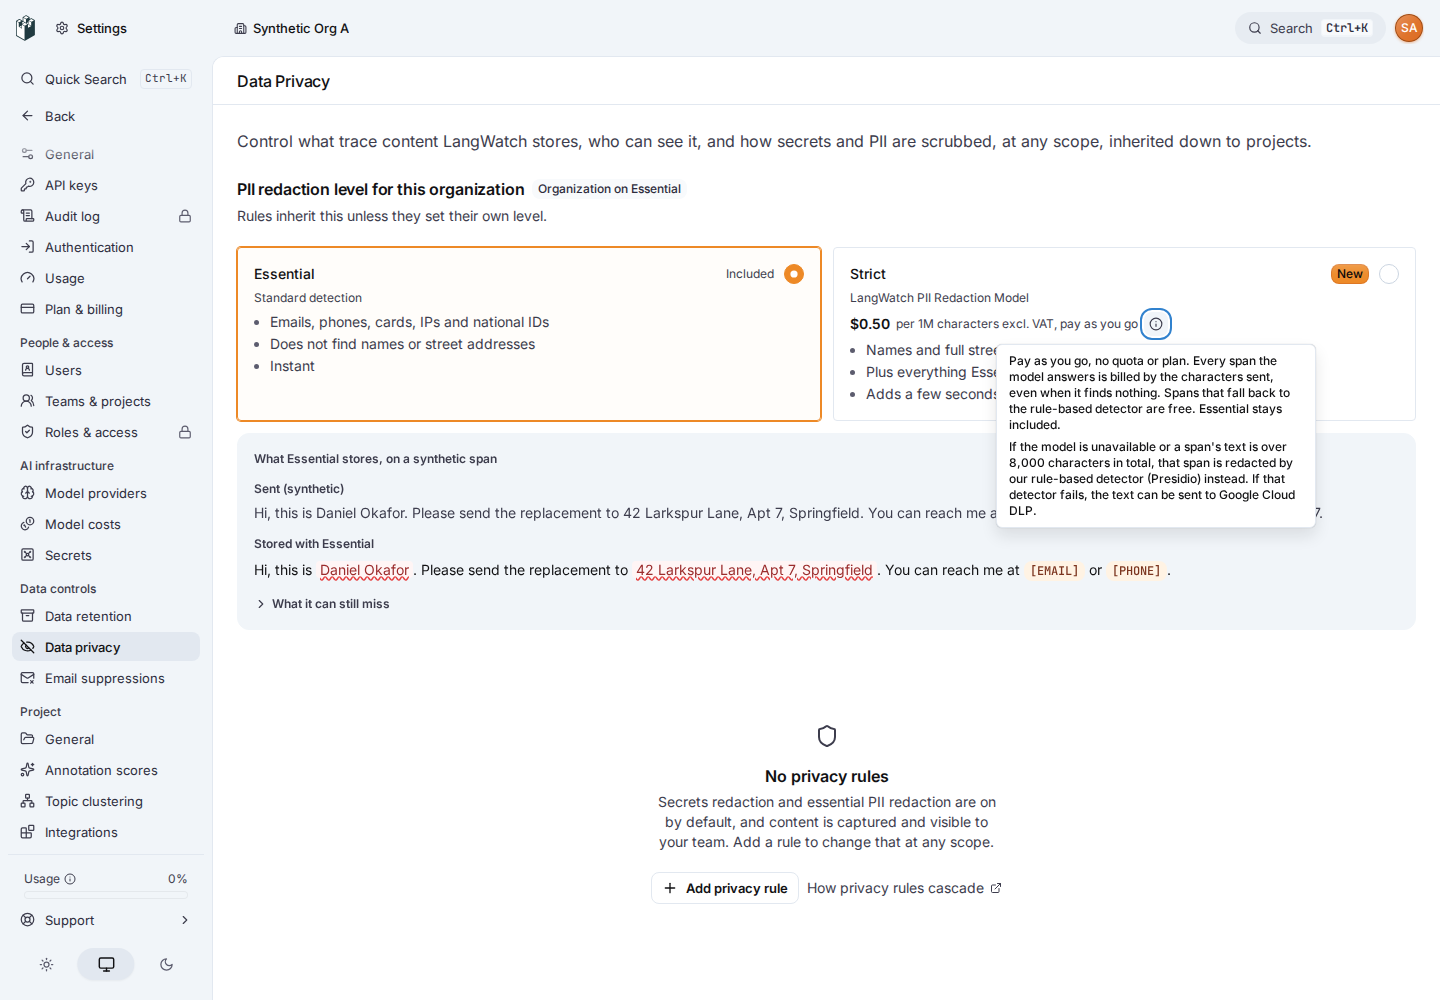 Settings
Synthetic Org A
Search Ctrl+K
SA
Quick Search Ctrl+K
Back
General
API keys
Audit log
Authentication
Usage
Plan & billing
People & access
Users
Teams & projects
Roles & access
AI infrastructure
Model providers
Model costs
Secrets
Data controls
Data retention
Data privacy
Email suppressions
Project
General
Annotation scores
Topic clustering
Integrations
Usage 0%
Support
Data Privacy
Control what trace content LangWatch stores, who can see it, and how secrets and PII are scrubbed, at any scope, inherited down to projects.
PII redaction level for this organization Organization on Essential
Rules inherit this unless they set their own level.
Essential Included
Standard detection
Emails, phones, cards, IPs and national IDs
Does not find names or street addresses
Instant
Strict New
LangWatch PII Redaction Model
$0.50 per 1M characters excl. VAT, pay as you go
Names and full
Plus everything
Adds a few seconds
Pay as you go, no quota or plan. Every span the
model answers is billed by the characters sent,
even when it finds nothing. Spans that fall back to
the rule-based detector are free. Essential stays
included.
If the model is unavailable or a span's text is over
8,000 characters in total, that span is redacted by
our rule-based detector (Presidio) instead. If that
detector fails, the text can be sent to Google Cloud
DLP.
What Essential stores, on a synthetic span
Sent (synthetic)
Hi, this is Daniel Okafor. Please send the replacement to 42 Larkspur Lane, Apt 7, Springfield. You can reach me 7.
Stored with Essential
Hi, this is Daniel Okafor. Please send the replacement to 42 Larkspur Lane, Apt 7, Springfield. You can reach me at [EMAIL] or [PHONE].
What it can still miss
No privacy rules
Secrets redaction and essential PII redaction are on
by default, and content is captured and visible to
your team. Add a rule to change that at any scope.
Add privacy rule How privacy rules cascade